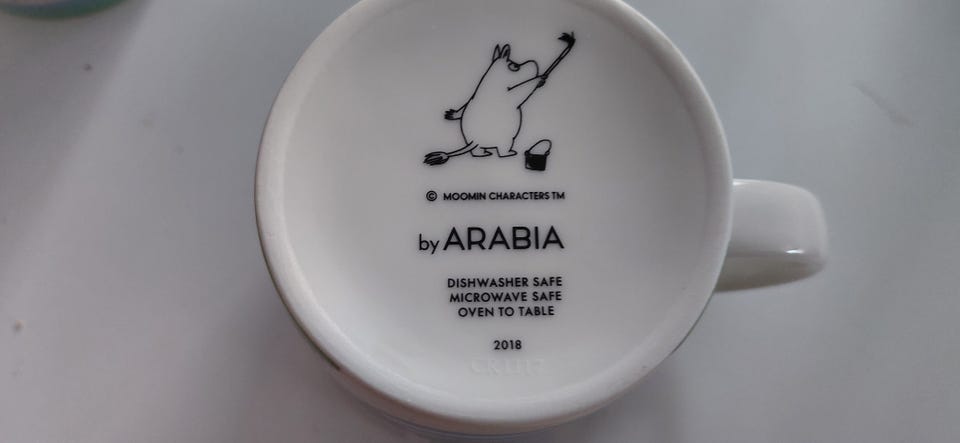 © MOOMIN CHARACTERS TM
by ARABIA
DISHWASHER SAFE
MICROWAVE SAFE
OVEN TO TABLE
2018